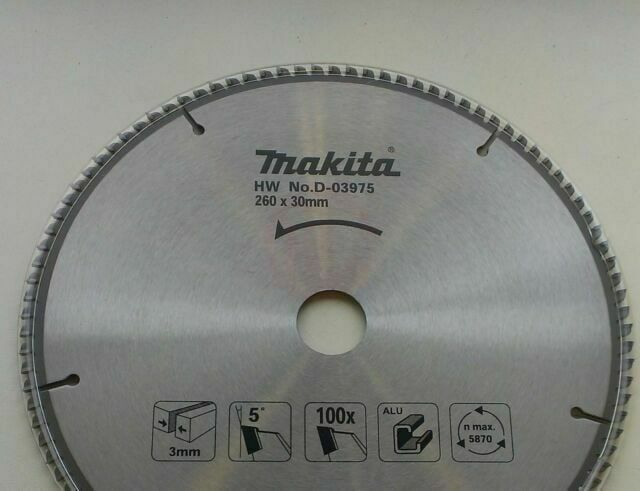 makita®
HW No.D-03975
260 x 30mm
3mm
5°
100x
ALU
n max.
5870